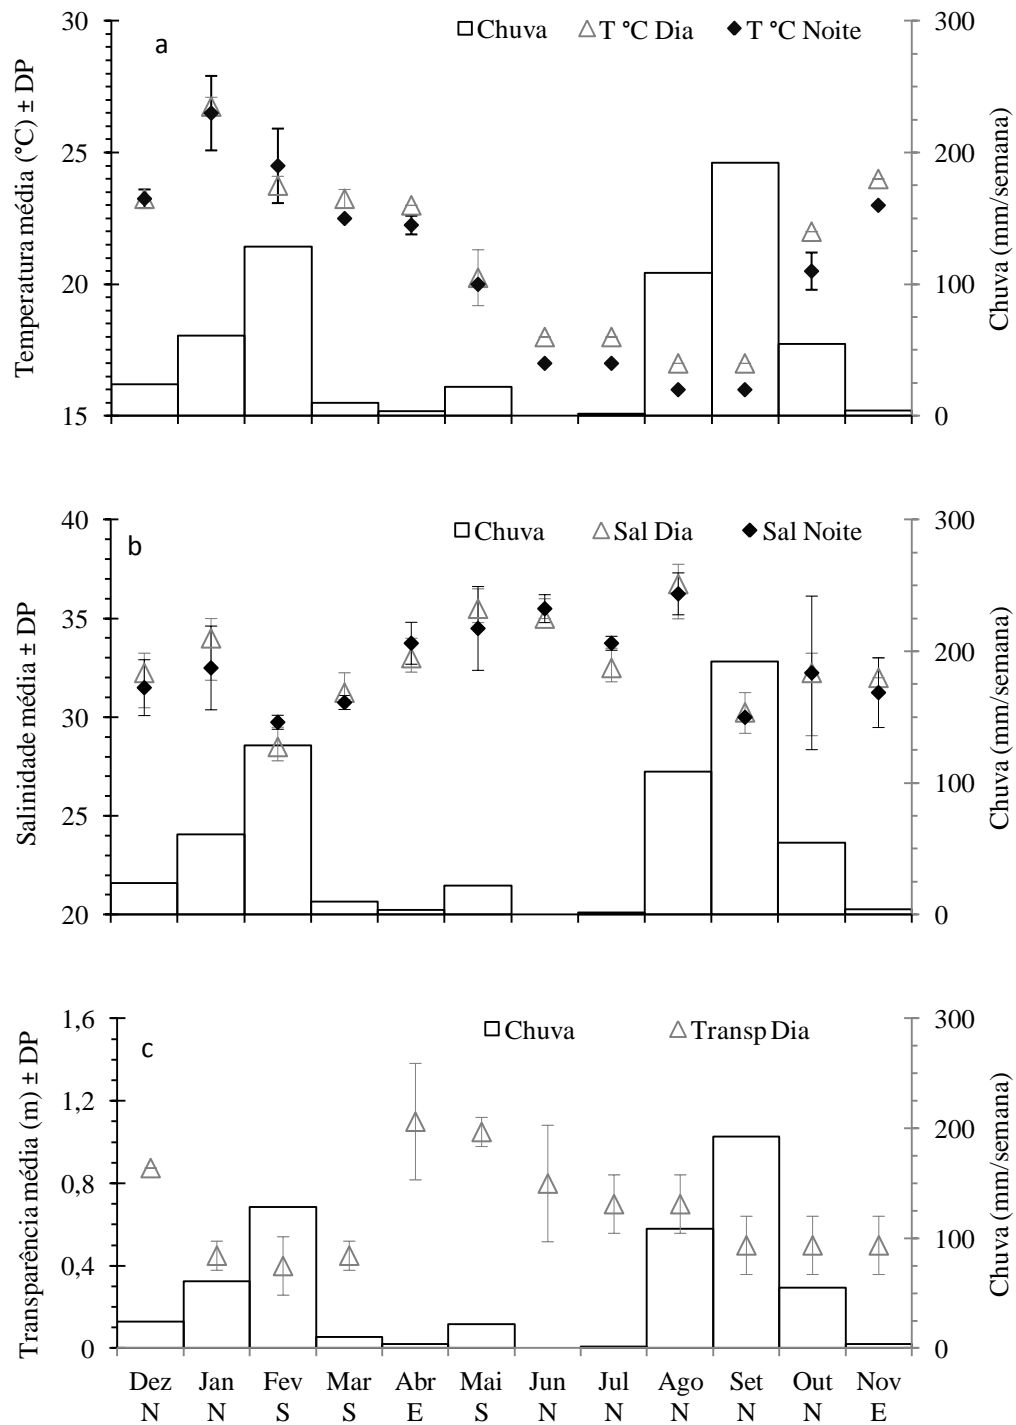 a
Chuva T °C Dia T °C Noite
Temperatura média (°C) ± DP
30
25
20
15
300
200
100
0
Chuva (mm/semana)
b
Chuva Sal Dia Sal Noite
Salinidade média ± DP
40
35
30
25
20
300
200
100
0
Chuva (mm/semana)
c
Chuva Transp Dia
Transparência média (m) ± DP
1,6
1,2
0,8
0,4
0
300
200
100
0
Chuva (mm/semana)
Dez Jan Fev Mar Abr Mai Jun Jul Ago Set Out Nov
N N S S E S N N N N N E